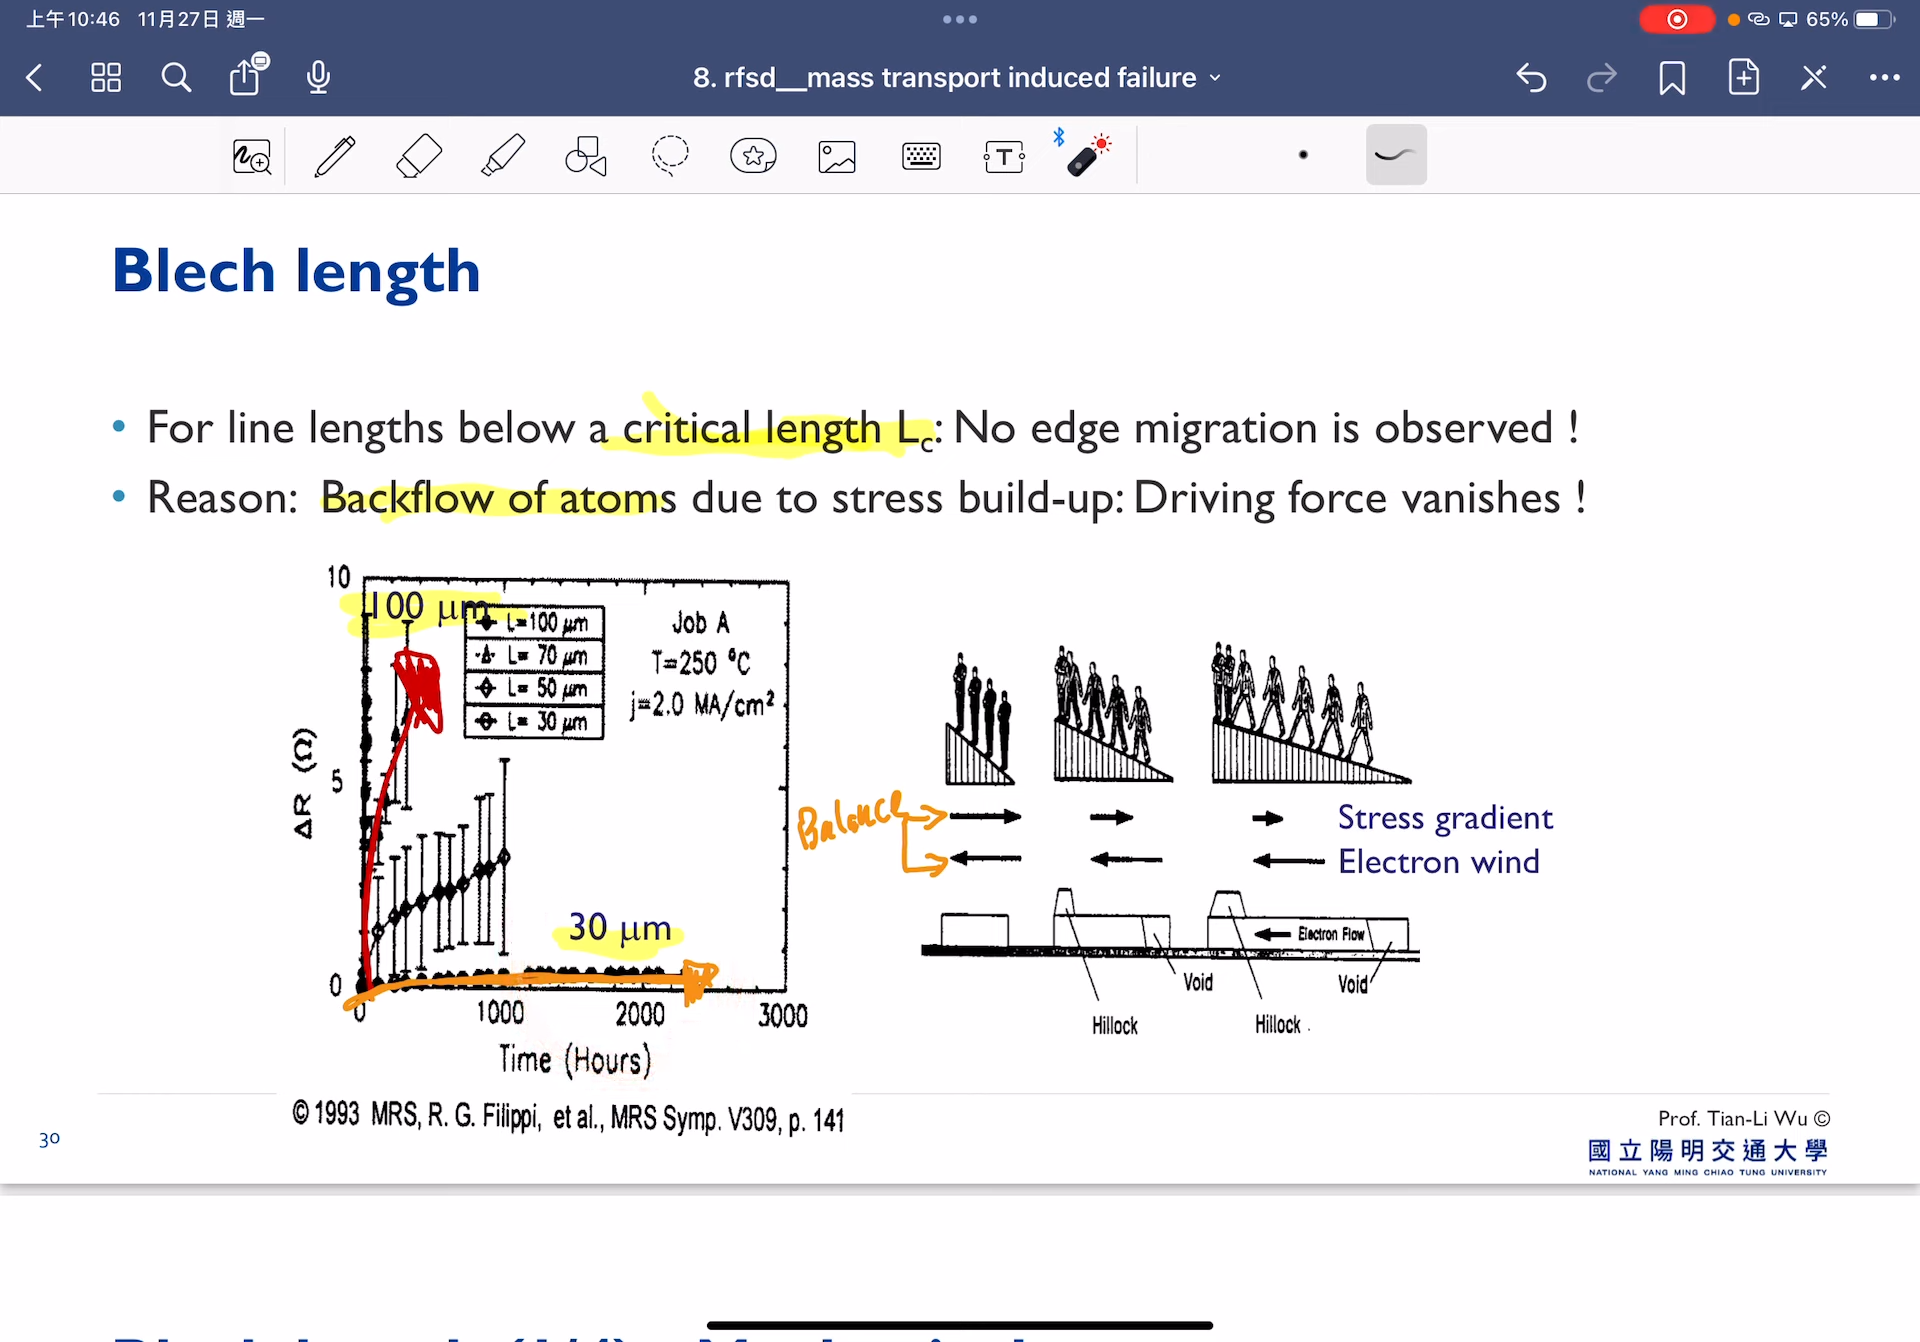 上午10:46 11月27日 週一
65%
8. rfsd__mass transport induced failure
Blech length
• For line lengths below a critical length Lc: No edge migration is observed !
• Reason: Backflow of atoms due to stress build-up: Driving force vanishes !
10
100 μm
L=100 μm
L= 70 μm
L= 50 μm
L= 30 μm
Job A
T=250 °C
j=2.0 MA/cm²
ΔR (Ω)
5
30 μm
0
0 1000 2000 3000
Time (Hours)
Balance
Stress gradient
Electron wind
Electron Flow
Void
Void
Hillock
Hillock
© 1993 MRS, R. G. Filippi, et al., MRS Symp. V309, p. 141
30
Prof. Tian-Li Wu ©
國立陽明交通大學
NATIONAL YANG MING CHIAO TUNG UNIVERSITY